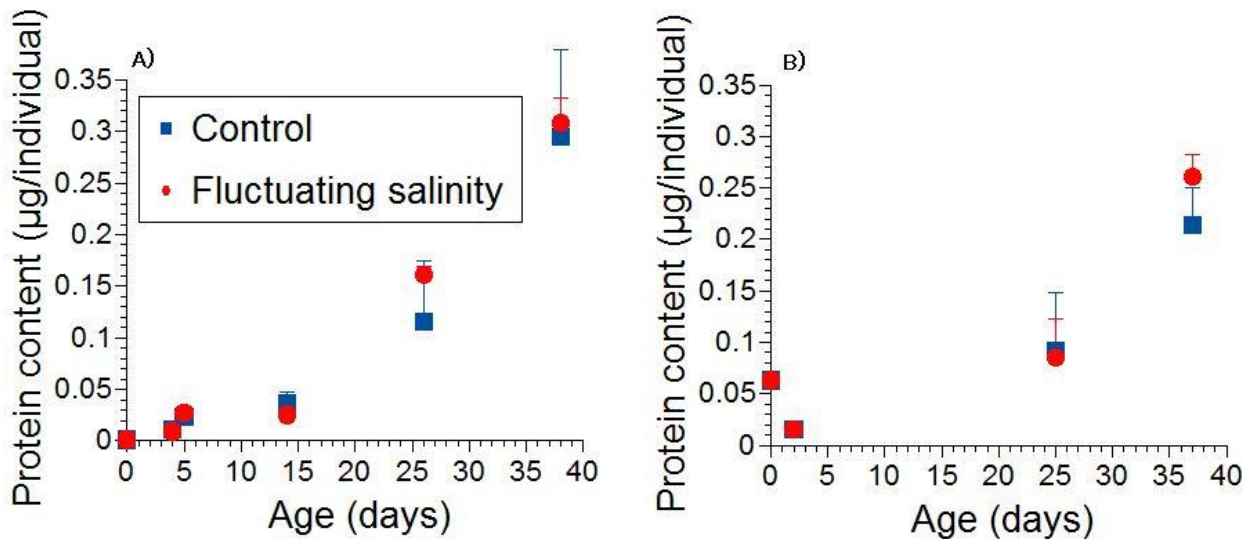 A)
Protein content (µg/individual)
0.35
0.3
0.25
0.2
0.15
0.1
0.05
0
Control
Fluctuating salinity
0 5 10 15 20 25 30 35 40
Age (days)
B)
Protein content (µg/individual)
0.35
0.3
0.25
0.2
0.15
0.1
0.05
0
0 5 10 15 20 25 30 35 40
Age (days)